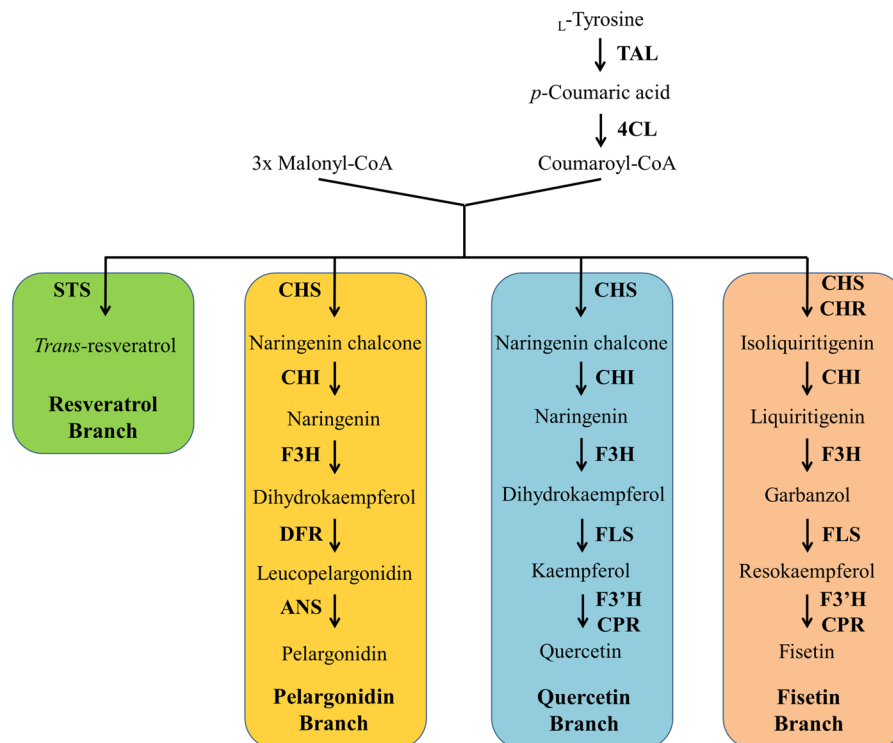 L-Tyrosine
TAL
p-Coumaric acid
4CL
3x Malonyl-CoA
Coumaroyl-CoA
STS
Trans-resveratrol
Resveratrol
Branch
CHS
Naringenin chalcone
CHI
Naringenin
F3H
Dihydrokaempferol
DFR
Leucopelargonidin
ANS
Pelargonidin
Pelargonidin
Branch
CHS
Naringenin chalcone
CHI
Naringenin
F3H
Dihydrokaempferol
FLS
Kaempferol
F3’H
CPR
Quercetin
Quercetin
Branch
CHS
CHR
Isoliquiritigenin
CHI
Liquiritigenin
F3H
Garbanzol
FLS
Resokaempferol
F3’H
CPR
Fisetin
Fisetin
Branch